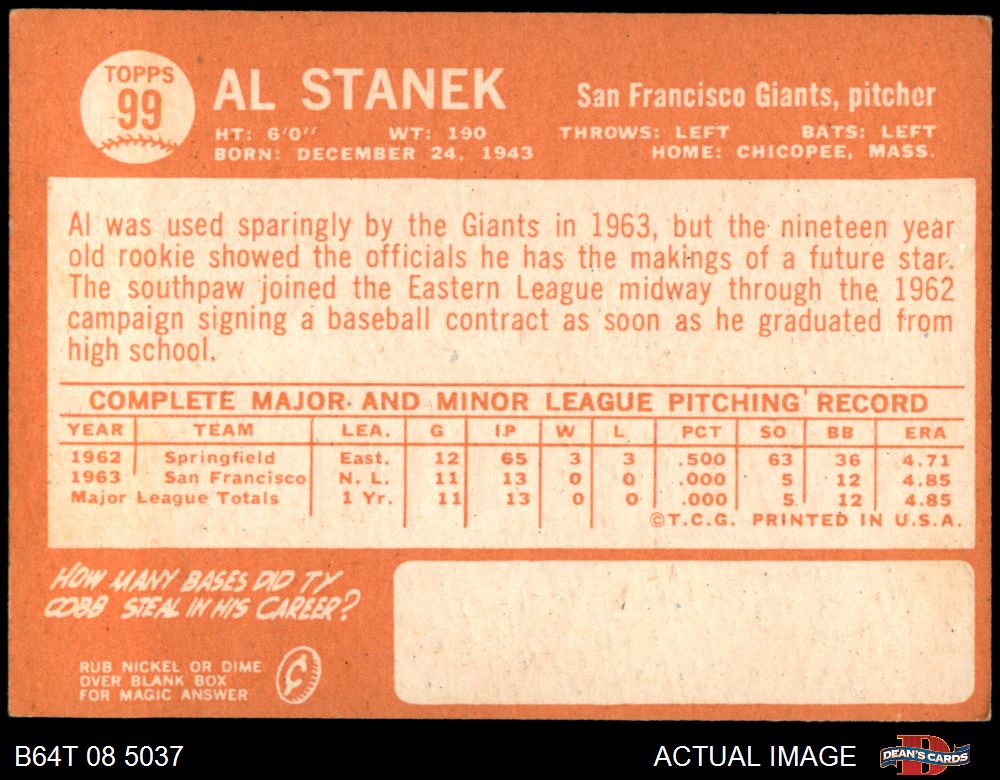 TOPPS
99
AL STANEK
San Francisco Giants, pitcher
HT: 6'0" WT: 190 THROWS: LEFT BATS: LEFT
BORN: DECEMBER 24, 1943 HOME: CHICOPEE, MASS.
Al was used sparingly by the Giants in 1963, but the nineteen year
old rookie showed the officials he has the makings of a future star.
The southpaw joined the Eastern League midway through the 1962
campaign signing a baseball contract as soon as he graduated from
high school.
COMPLETE MAJOR AND MINOR LEAGUE PITCHING RECORD
YEAR TEAM LEA. G IP W L PCT SO BB ERA
1962 Springfield East. 12 65 3 3 .500 63 36 4.71
1963 San Francisco N. L. 11 13 0 0 .000 5 12 4.85
Major League Totals 1 Yr. 11 13 0 0 .000 5 12 4.85
©T.C.G. PRINTED IN U.S.A.
HOW MANY BASES DID TY
COBB STEAL IN HIS CAREER?
RUB NICKEL OR DIME
OVER BLANK BOX
FOR MAGIC ANSWER
¢
B64T 08 5037 ACTUAL IMAGE
D
DEAN'S CARDS